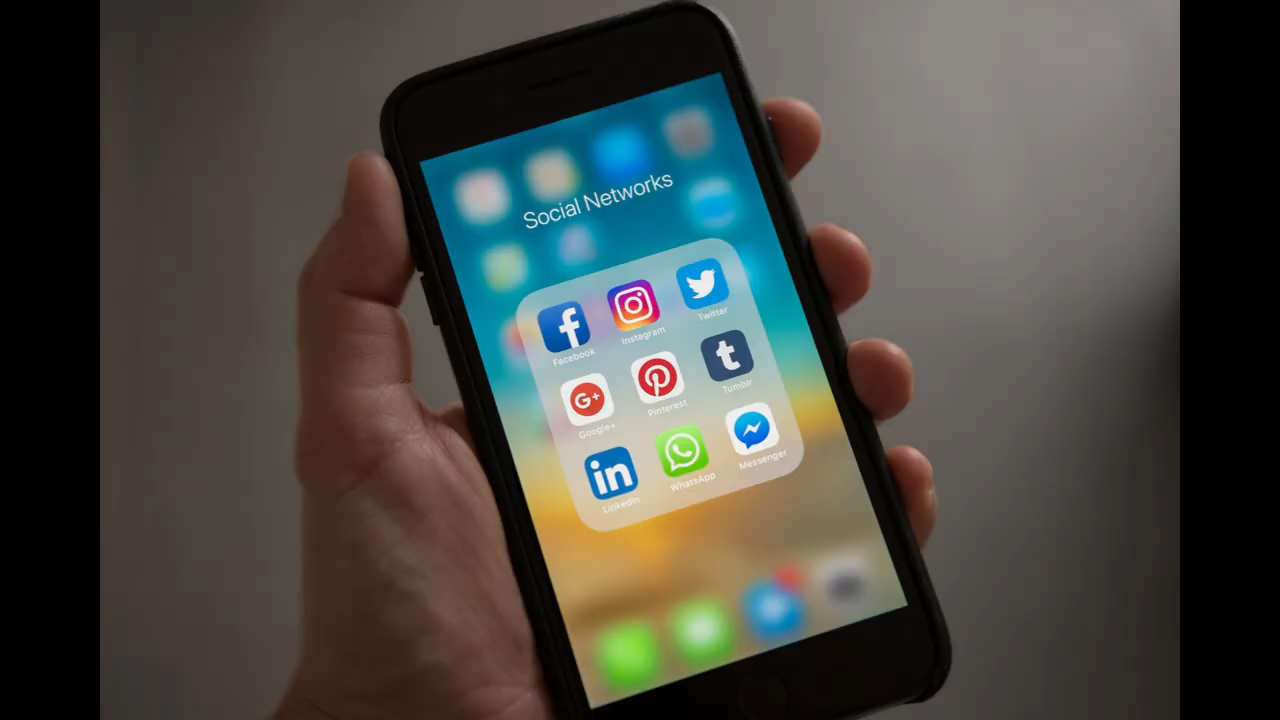 Social Networks
Facebook
Instagram
Twitter
Google+
Pinterest
Tumblr
LinkedIn
WhatsApp
Messenger